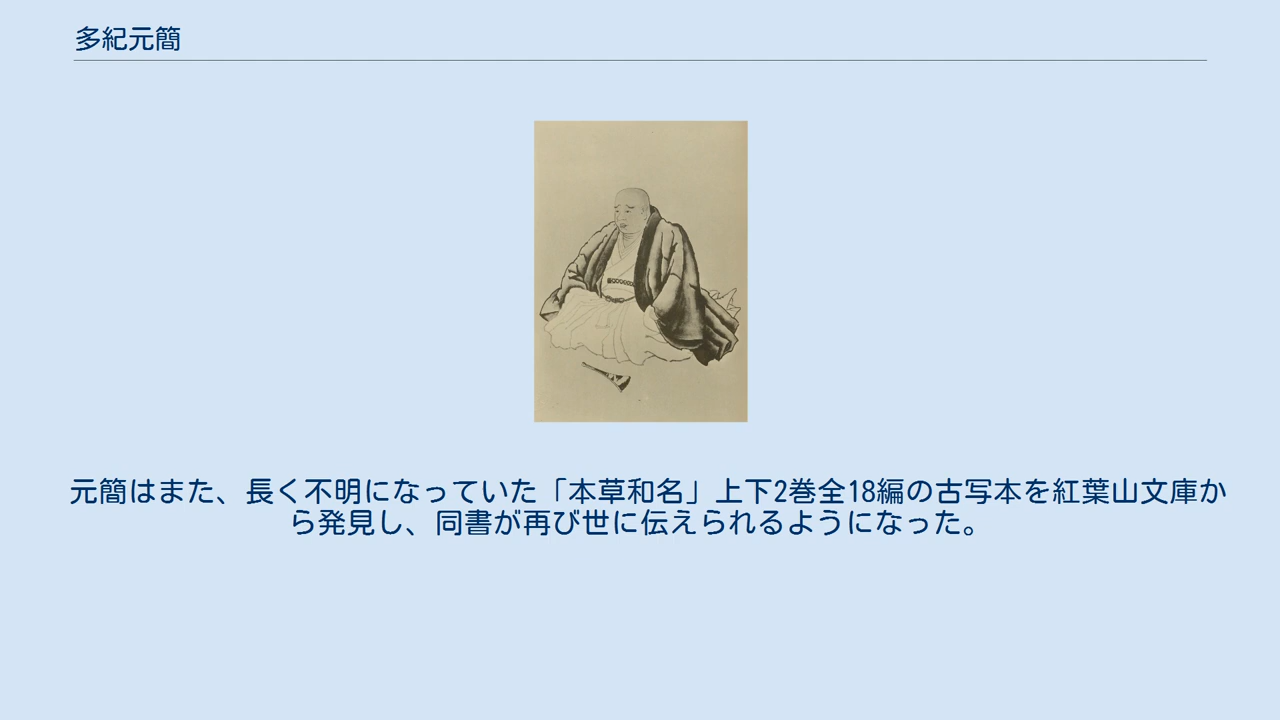 多紀元簡
元簡はまた、長く不明になっていた「本草和名」上下2巻全18編の古写本を紅葉山文庫か
ら発見し、同書が再び世に伝えられるようになった。